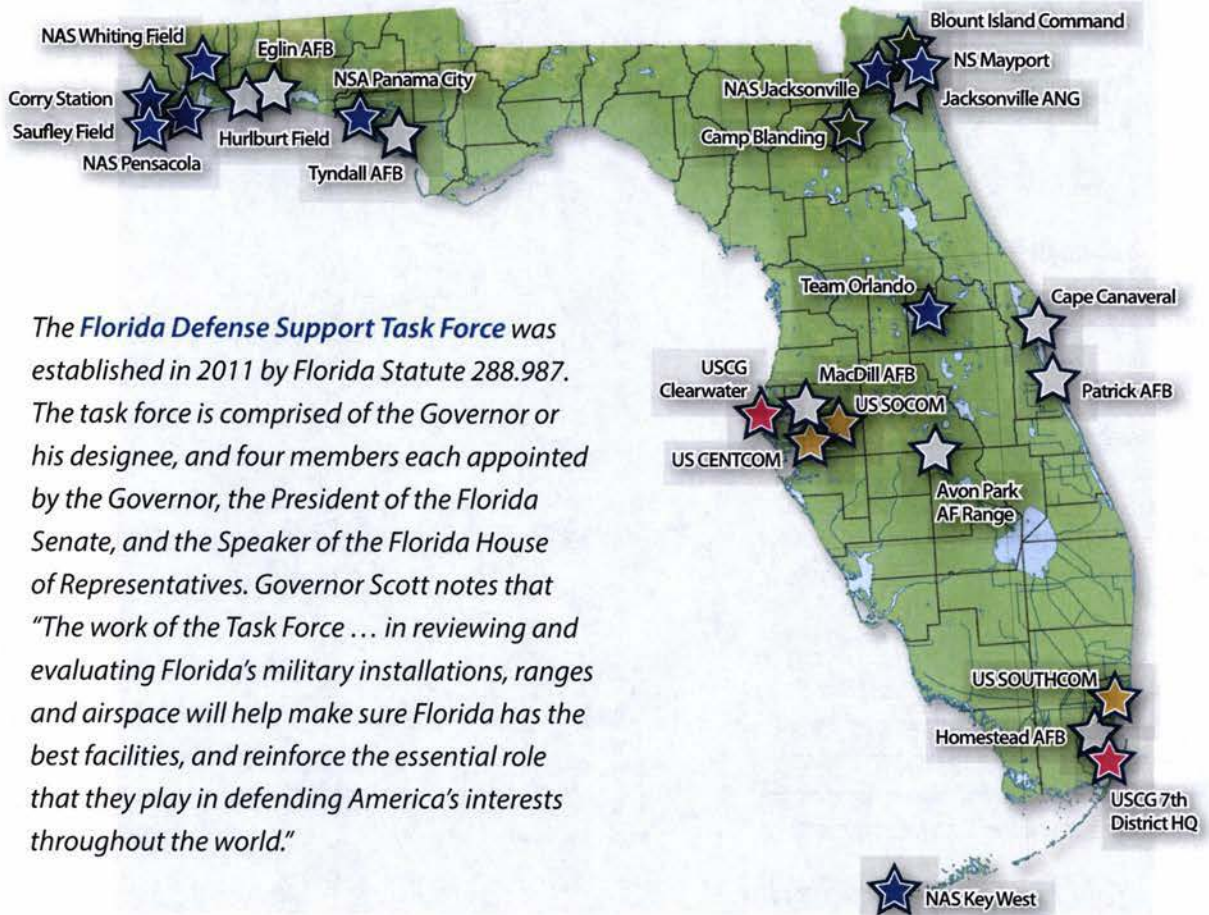 Blount Island Command
NAS Whiting Field
Eglin AFB
NS Mayport
NSA Panama City
NAS Jacksonville
Corry Station
Jacksonville ANG
Saufley Field
Hurlburt Field
Camp Blanding
NAS Pensacola
Tyndall AFB
Team Orlando
Cape Canaveral
The Florida Defense Support Task Force was
established in 2011 by Florida Statute 288.987.
The task force is comprised of the Governor or
his designee, and four members each appointed
by the Governor, the President of the Florida
Senate, and the Speaker of the Florida House
of Representatives. Governor Scott notes that
"The work of the Task Force ... in reviewing and
evaluating Florida's military installations, ranges
and airspace will help make sure Florida has the
best facilities, and reinforce the essential role
that they play in defending America's interests
throughout the world."
USCG
Clearwater
MacDill AFB
US SOCOM
Patrick AFB
US CENTCOM
Avon Park
AF Range
US SOUTHCOM
Homestead AFB
USCG 7th
District HQ
NAS Key West